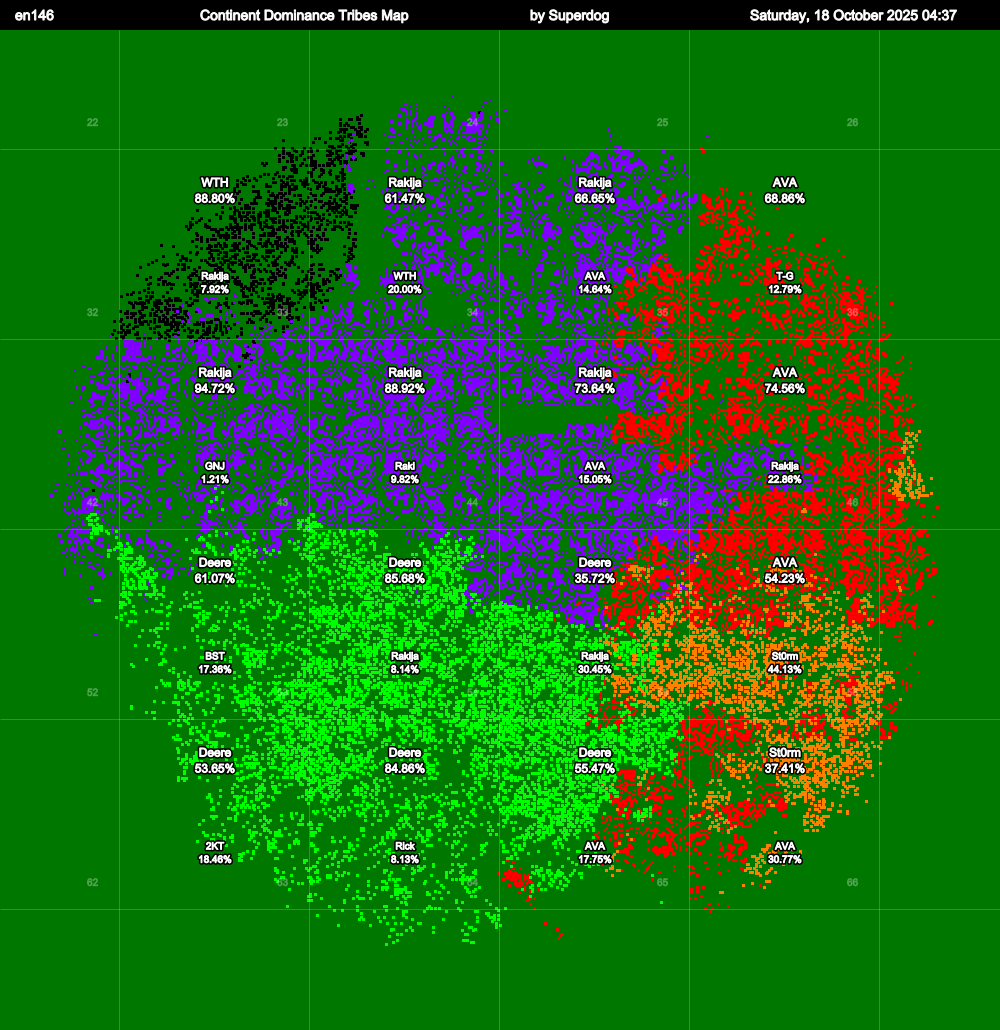 en146 Continent Dominance Tribes Map by Superdog Saturday, 18 October 2025 04:37
22 23 24 25 26
WTH Rakija Rakija AVA
88.80% 61.47% 66.65% 68.86%
Rakija WTH AVA T-G
7.92% 20.00% 14.64% 12.79%
32 33 34 35 36
Rakija Rakija Rakija AVA
94.72% 88.92% 73.64% 74.56%
GNJ Raki AVA Rakija
1.21% 9.82% 15.05% 22.86%
42 43 44 45 46
Deere Deere Deere AVA
61.07% 85.68% 35.72% 54.23%
BST Rakija Rakija St0rm
17.36% 8.14% 30.45% 44.13%
52
Deere Deere Deere St0rm
53.65% 84.86% 55.47% 37.41%
2KT Rick AVA AVA
18.46% 8.13% 17.75% 30.77%
62 63 64 65 66